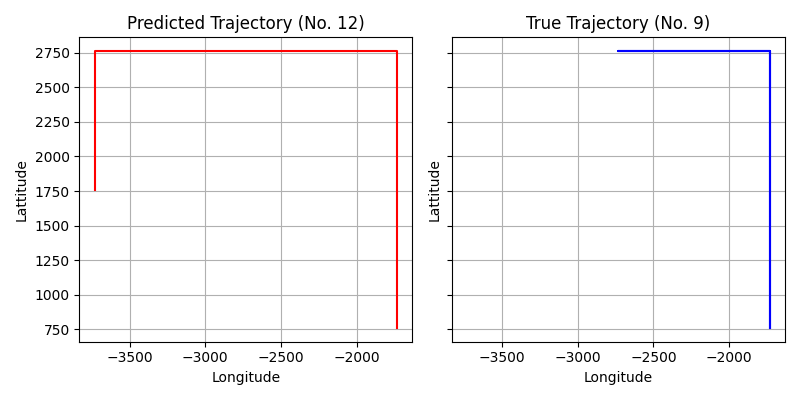 Predicted Trajectory (No. 12)
True Trajectory (No. 9)
Lattitude
2750
2500
2250
2000
1750
1500
1250
1000
750
−3500
−3000
−2500
−2000
Longitude
Lattitude
−3500
−3000
−2500
−2000
Longitude